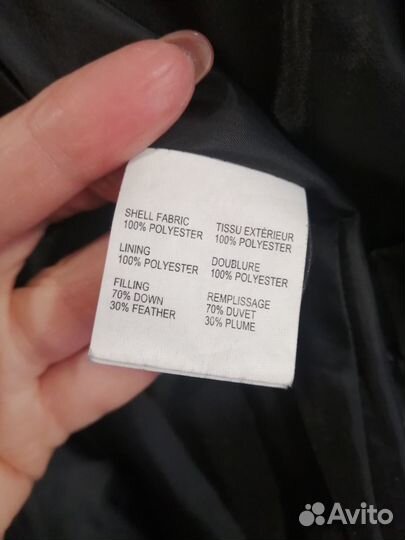 SHELL FABRIC
100% POLYESTER
LINING
100% POLYESTER
FILLING
70% DOWN
30% FEATHER
TISSU EXTÉRIEUR
100% POLYESTER
DOUBLURE
100% POLYESTER
REMPLISSAGE
70% DUVET
30% PLUME
Avito